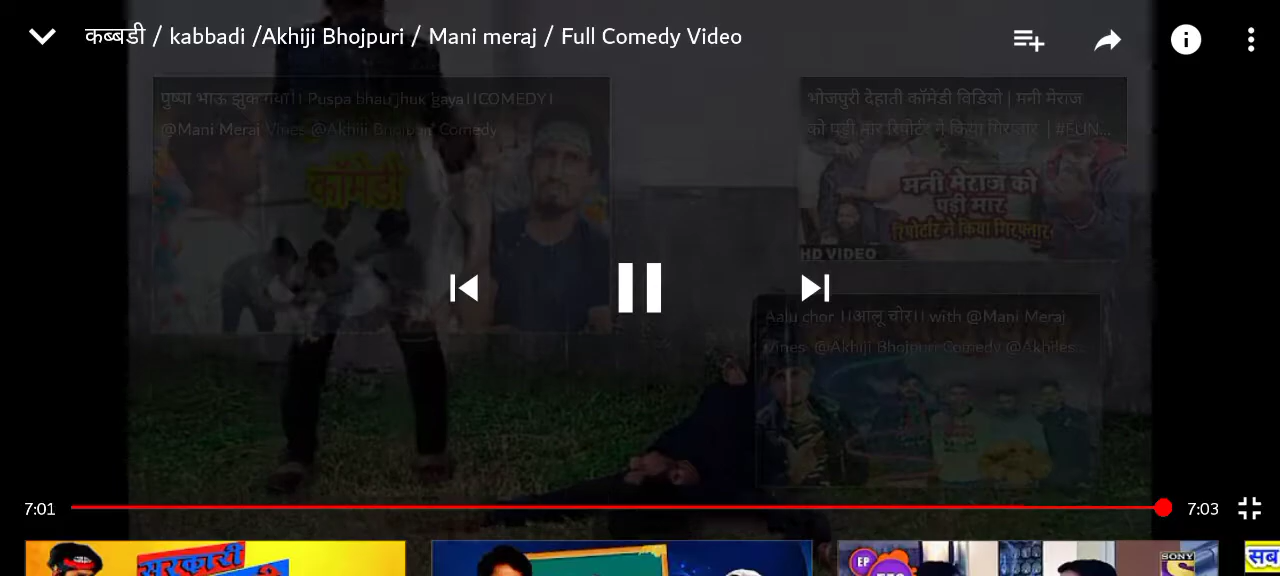 कब्बडी / kabbadi /Akhiji Bhojpuri / Mani meraj / Full Comedy Video
पुष्पा भाऊ झुक गया।। Puspa bhau jhuk gaya।।COMEDY।
@Mani Meraj Vines @Akhiji Bhojpuri Comedy
कॉमेडी
भोजपुरी देहाती कॉमेडी विडियो | मनी मेराज
को पड़ी मार रिपोर्टर ने किया गिरफ्तार | #FUN...
मनी मेराज को
पड़ी मार
रिपोर्टर ने किया गिरफ्तार
HD VIDEO
Aalu chor ।।आलू चोर।। with @Mani Meraj
Vines @Akhiji Bhojpuri Comedy @Akhiles...
7:01
7:03
सरकारी
EP
SONY
सब